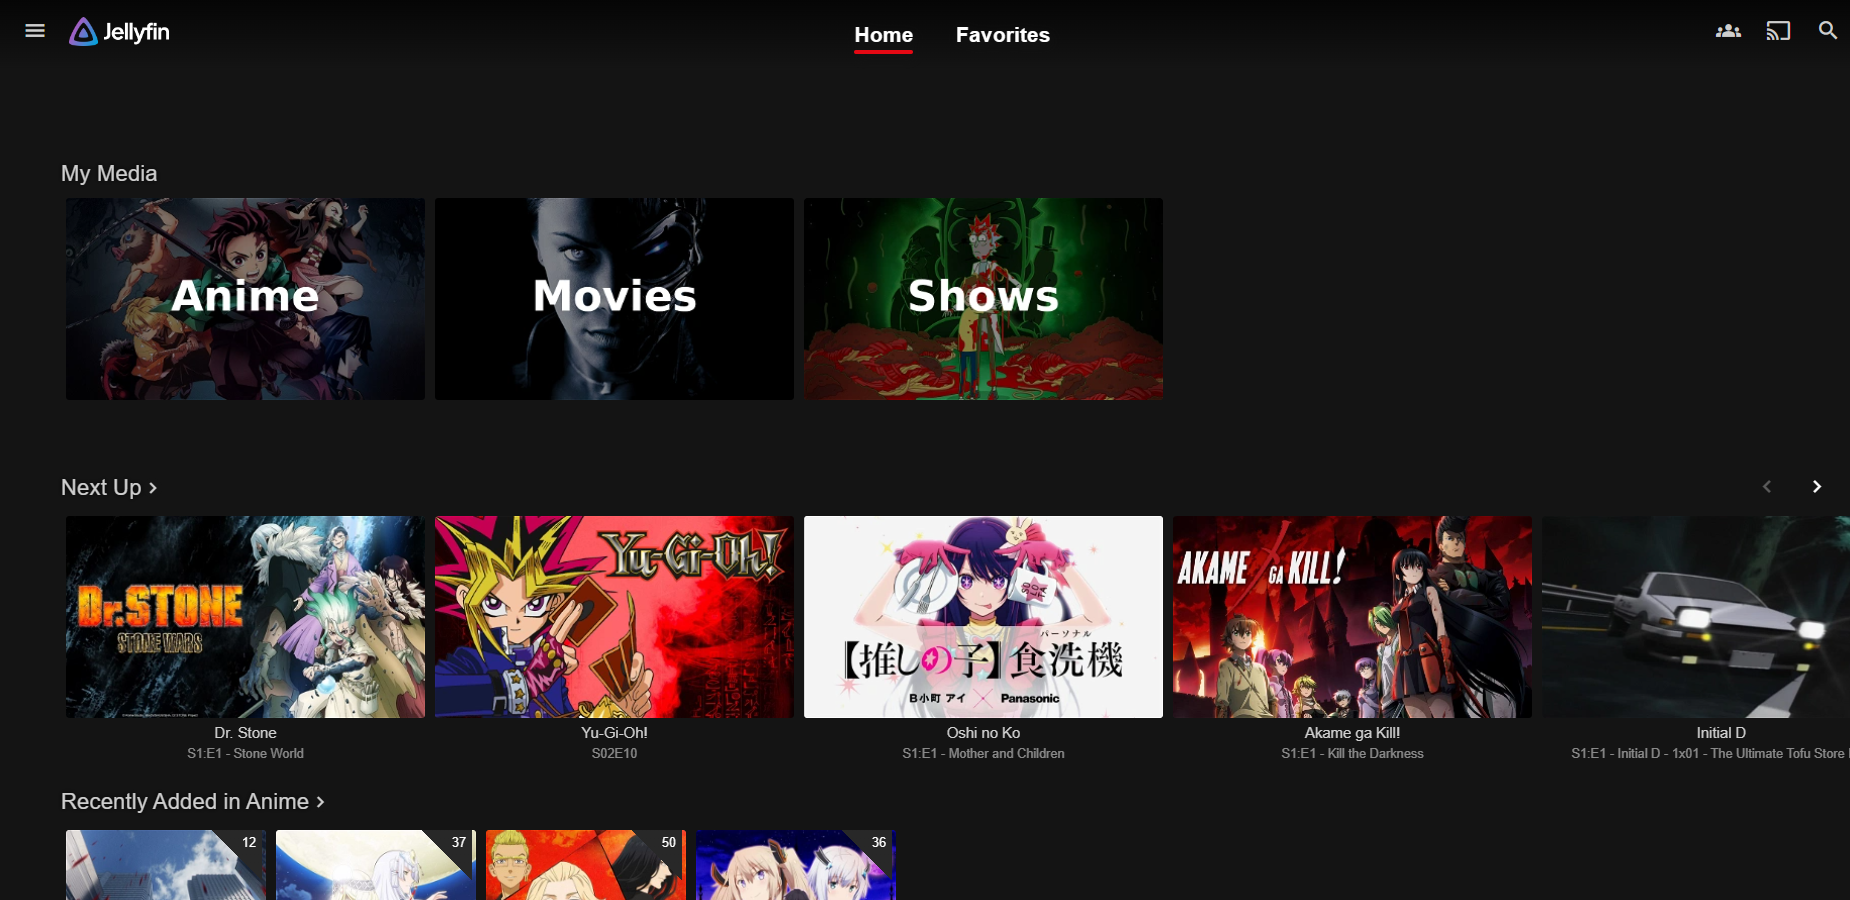 Jellyfin
Home
Favorites
My Media
Anime
Movies
Shows
Next Up
Dr.STONE
STONE WARS
Yu-Gi-Oh!
パーソナル
【推しの子】食洗機
B小町 アイ × Panasonic
AKAME GA KILL!
Dr. Stone
S1:E1 - Stone World
Yu-Gi-Oh!
S02E10
Oshi no Ko
S1:E1 - Mother and Children
Akame ga Kill!
S1:E1 - Kill the Darkness
Initial D
S1:E1 - Initial D - 1x01 - The Ultimate Tofu Store
Recently Added in Anime
12
37
50
36